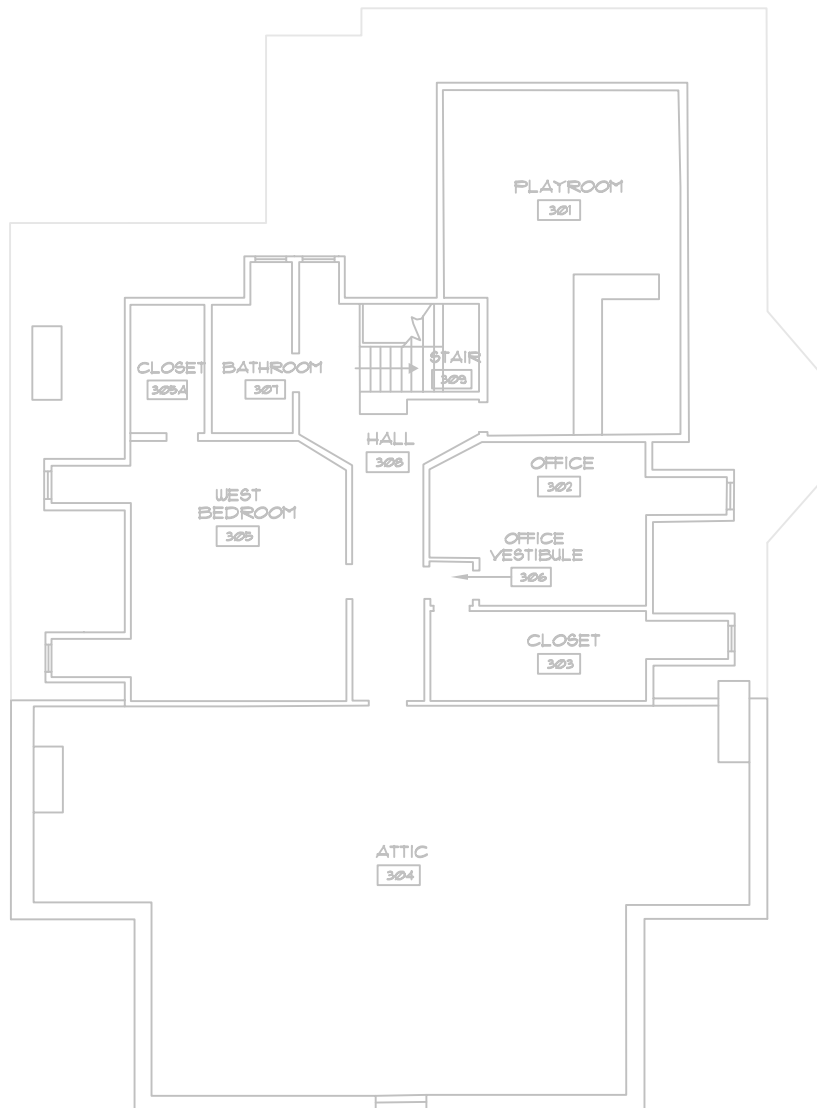 PLAYROOM
301
CLOSET
305A
BATHROOM
307
STAIR
309
HALL
308
OFFICE
302
WEST
BEDROOM
305
OFFICE
VESTIBULE
306
CLOSET
303
ATTIC
304